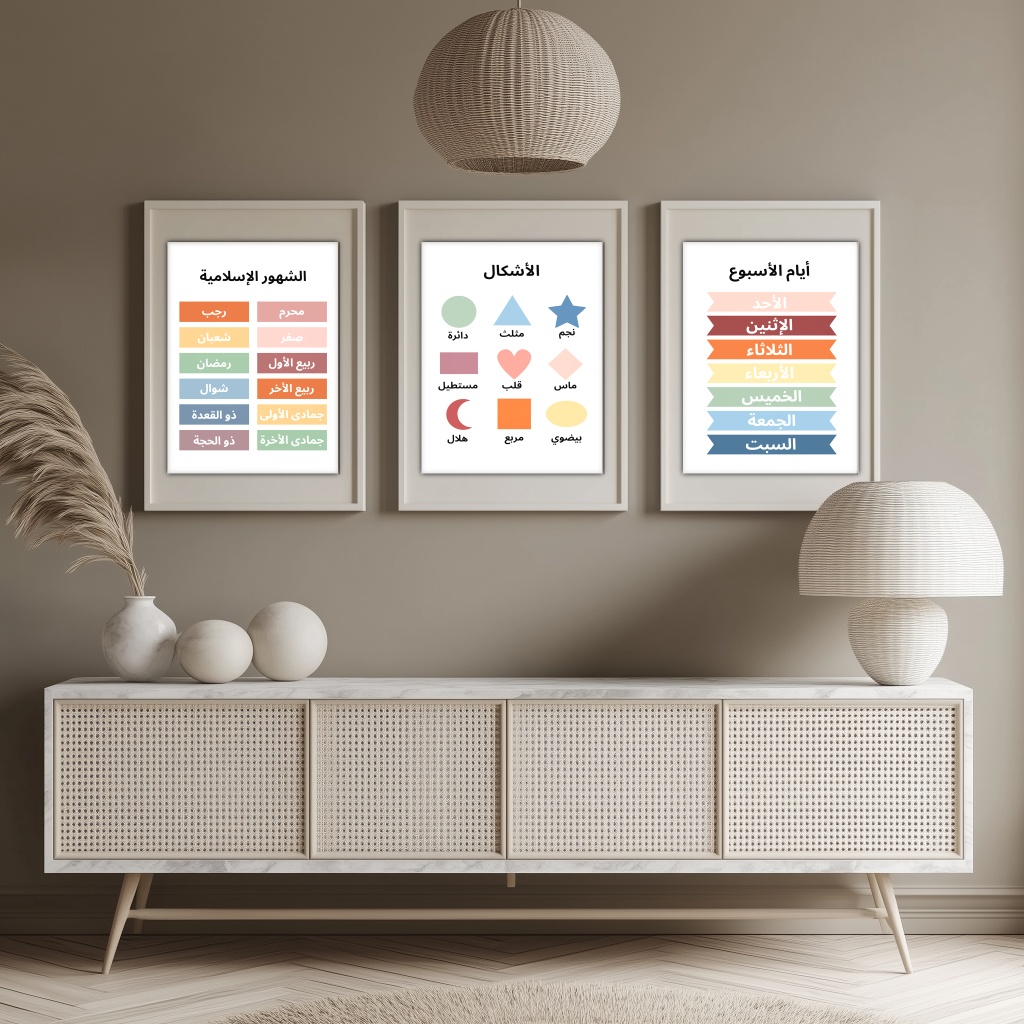 أيام الأسبوع
الأحد
الإثنين
الثلاثاء
الأربعاء
الخميس
الجمعة
السبت
الأشكال
نجم مثلث دائرة
ماس قلب مستطيل
بيضوي مربع هلال
الشهور الإسلامية
محرم رجب
صفر شعبان
ربيع الأول رمضان
ربيع الأخر شوال
جمادى الأولى ذو القعدة
جمادى الأخرة ذو الحجة